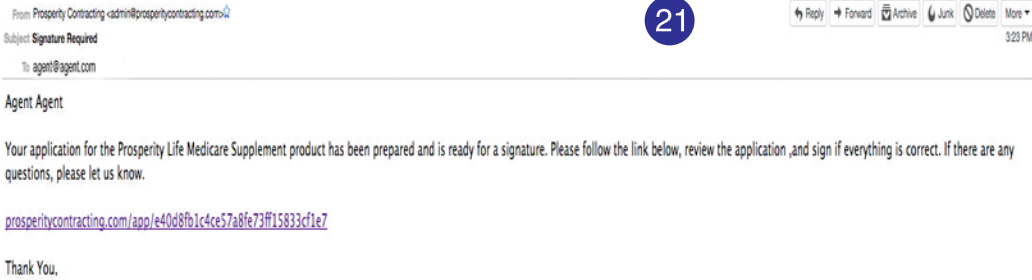 From Prosperity Contracting <admin@prosperitycontracting.com>
21
Reply Forward Archive Junk Delete More
Subject Signature Required
3:23 PM
To agent@agent.com
Agent Agent
Your application for the Prosperity Life Medicare Supplement product has been prepared and is ready for a signature. Please follow the link below, review the application ,and sign if everything is correct. If there are any
questions, please let us know.
prosperitycontracting.com/app/e40d8fb1c4ce57a8fe73ff15833cf1e7
Thank You,